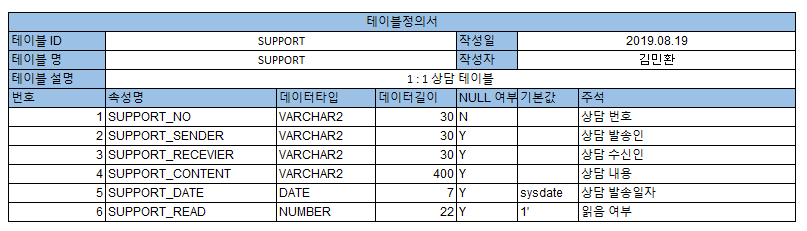 테이블정의서
테이블 ID SUPPORT 작성일 2019.08.19
테이블 명 SUPPORT 작성자 김민환
테이블 설명 1 : 1 상담 테이블
번호 속성명 데이터타입 데이터길이 NULL 여부 기본값 주석
1 SUPPORT_NO VARCHAR2 30 N 상담 번호
2 SUPPORT_SENDER VARCHAR2 30 Y 상담 발송인
3 SUPPORT_RECEVIER VARCHAR2 30 Y 상담 수신인
4 SUPPORT_CONTENT VARCHAR2 400 Y 상담 내용
5 SUPPORT_DATE DATE 7 Y sysdate 상담 발송일자
6 SUPPORT_READ NUMBER 22 Y 1' 읽음 여부